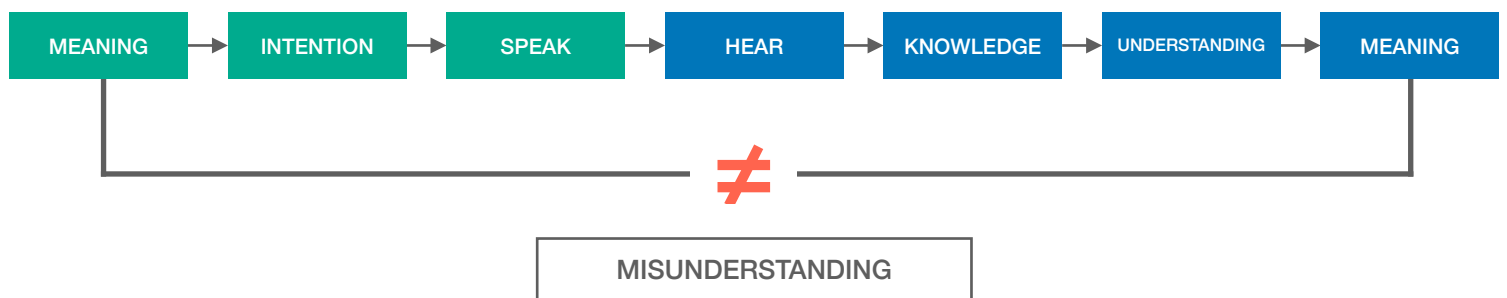 MEANING
INTENTION
SPEAK
HEAR
KNOWLEDGE
UNDERSTANDING
MEANING
≠
MISUNDERSTANDING